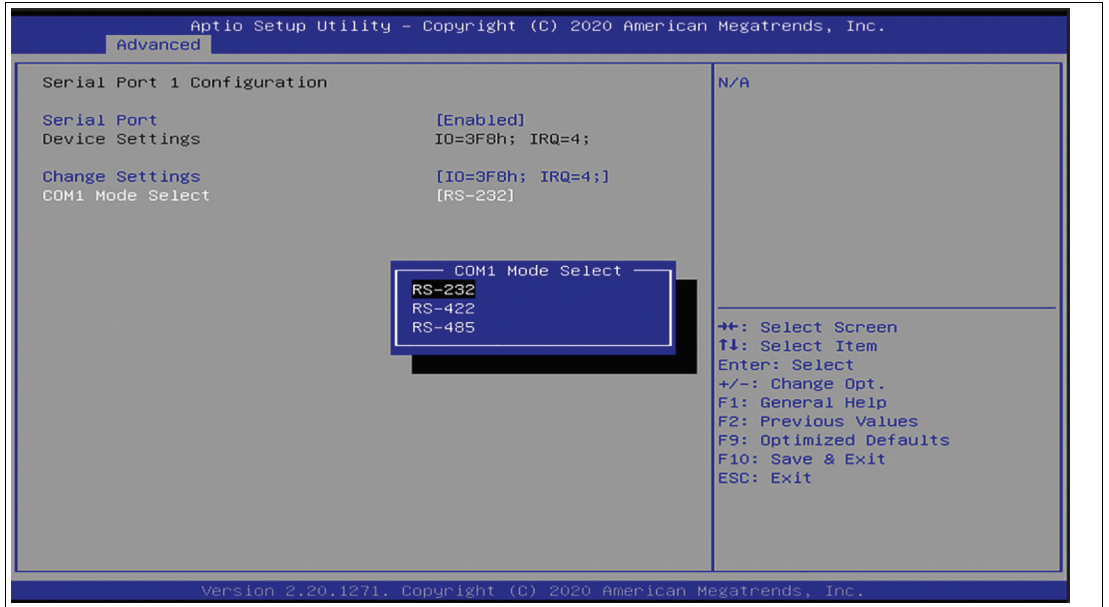 Aptio Setup Utility – Copyright (C) 2020 American Megatrends, Inc.
Advanced
Serial Port 1 Configuration
Serial Port [Enabled]
Device Settings IO=3F8h; IRQ=4;
Change Settings [IO=3F8h; IRQ=4;]
COM1 Mode Select [RS-232]
COM1 Mode Select
RS-232
RS-422
RS-485
N/A
→←: Select Screen
↑↓: Select Item
Enter: Select
+/-: Change Opt.
F1: General Help
F2: Previous Values
F9: Optimized Defaults
F10: Save & Exit
ESC: Exit
Version 2.20.1271. Copyright (C) 2020 American Megatrends, Inc.